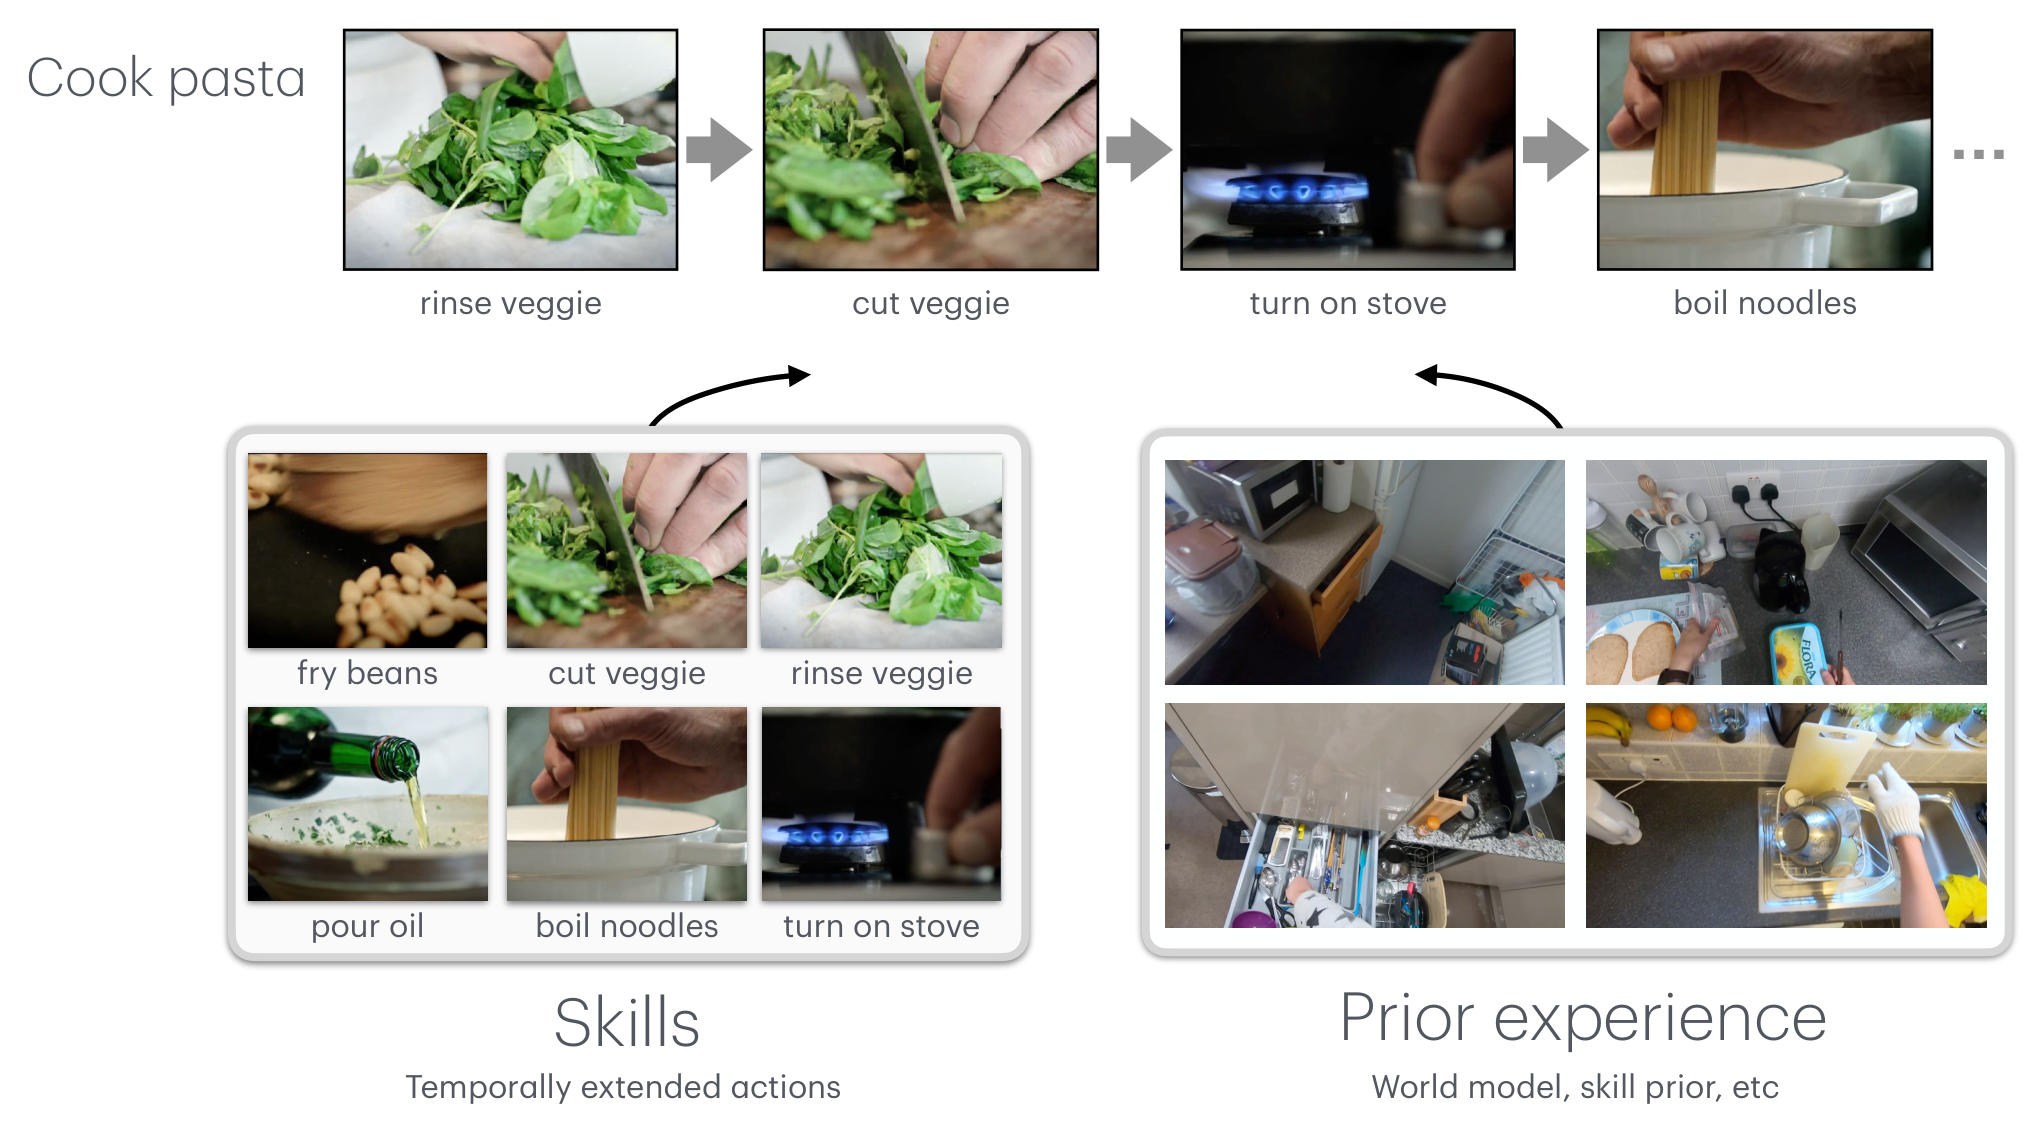 Cook pasta
rinse veggie
cut veggie
turn on stove
boil noodles
...
fry beans
cut veggie
rinse veggie
pour oil
boil noodles
turn on stove
FLORA
Skills
Temporally extended actions
Prior experience
World model, skill prior, etc